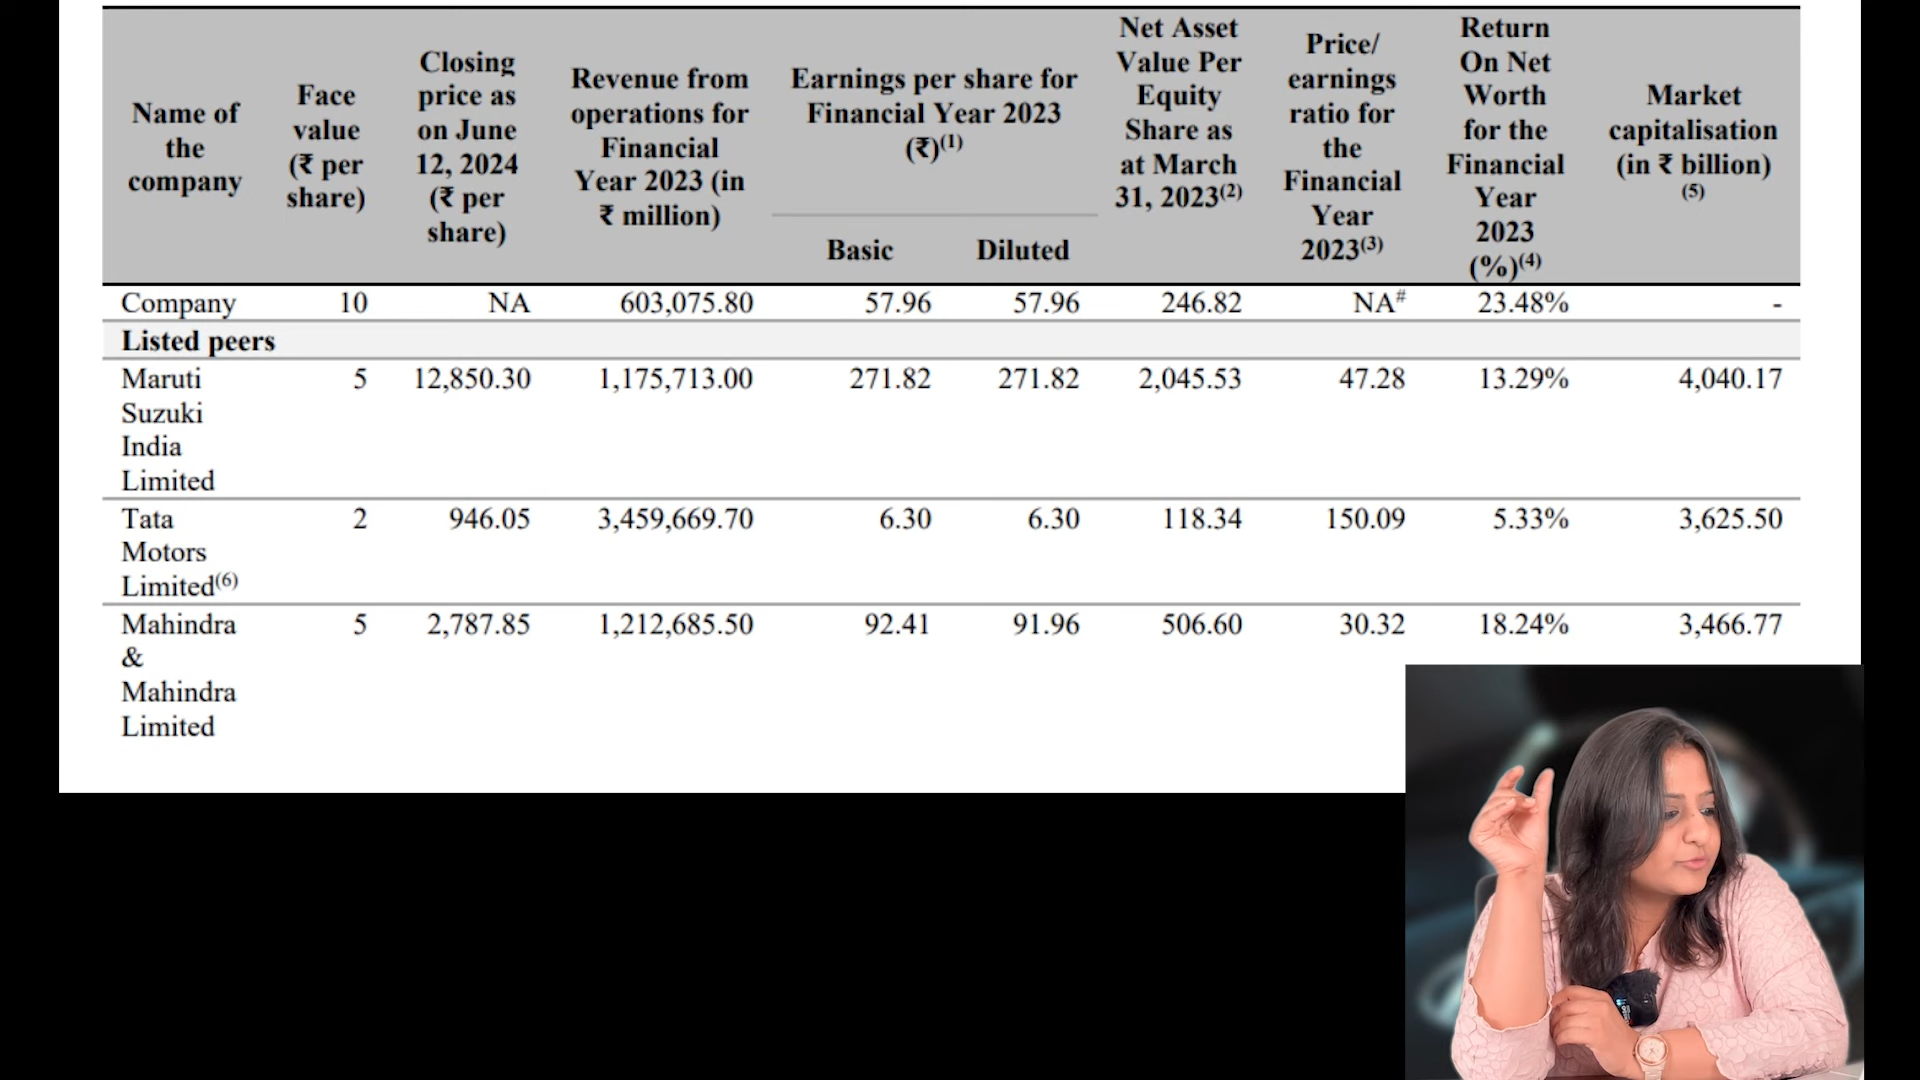 Name of the company | Face value (₹ per share) | Closing price as on June 12, 2024 (₹ per share) | Revenue from operations for Financial Year 2023 (in ₹ million) | Earnings per share for Financial Year 2023 (₹)(1) | Net Asset Value Per Equity Share as at March 31, 2023(2) | Price/ earnings ratio for the Financial Year 2023(3) | Return On Net Worth for the Financial Year 2023 (%)(4) | Market capitalisation (in ₹ billion) (5)
Basic | Diluted
Company 10 NA 603,075.80 57.96 57.96 246.82 NA# 23.48% -
Listed peers
Maruti 5 12,850.30 1,175,713.00 271.82 271.82 2,045.53 47.28 13.29% 4,040.17
Suzuki
India
Limited
Tata 2 946.05 3,459,669.70 6.30 6.30 118.34 150.09 5.33% 3,625.50
Motors
Limited(6)
Mahindra 5 2,787.85 1,212,685.50 92.41 91.96 506.60 30.32 18.24% 3,466.77
&
Mahindra
Limited